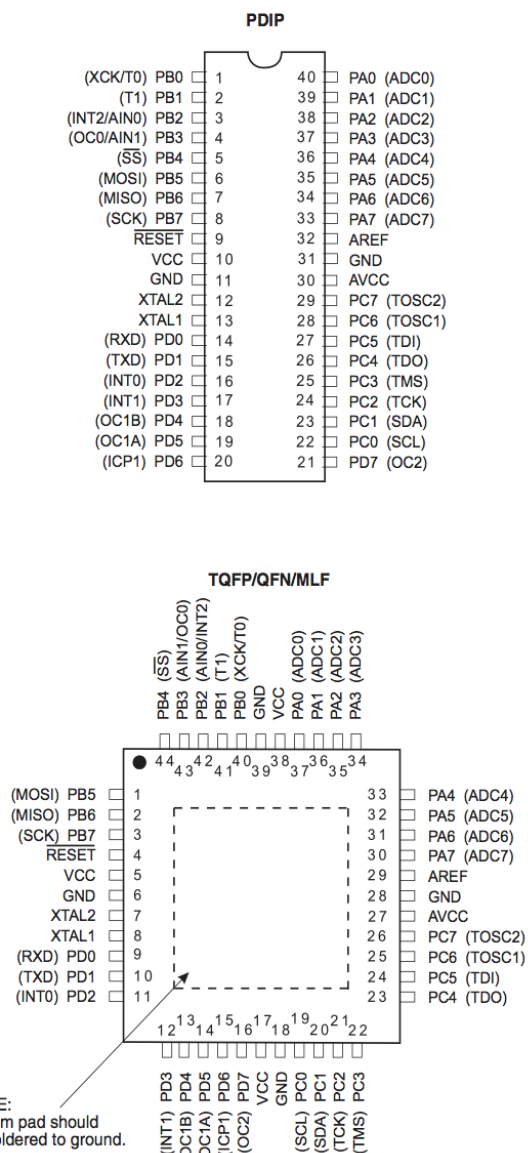 PDIP
(XCK/T0) PB0 1 40 PA0 (ADC0)
(T1) PB1 2 39 PA1 (ADC1)
(INT2/AIN0) PB2 3 38 PA2 (ADC2)
(OC0/AIN1) PB3 4 37 PA3 (ADC3)
(SS) PB4 5 36 PA4 (ADC4)
(MOSI) PB5 6 35 PA5 (ADC5)
(MISO) PB6 7 34 PA6 (ADC6)
(SCK) PB7 8 33 PA7 (ADC7)
RESET 9 32 AREF
VCC 10 31 GND
GND 11 30 AVCC
XTAL2 12 29 PC7 (TOSC2)
XTAL1 13 28 PC6 (TOSC1)
(RXD) PD0 14 27 PC5 (TDI)
(TXD) PD1 15 26 PC4 (TDO)
(INT0) PD2 16 25 PC3 (TMS)
(INT1) PD3 17 24 PC2 (TCK)
(OC1B) PD4 18 23 PC1 (SDA)
(OC1A) PD5 19 22 PC0 (SCL)
(ICP1) PD6 20 21 PD7 (OC2)
TQFP/QFN/MLF
PB4 (SS)
PB3 (AIN1/OC0)
PB2 (AIN0/INT2)
PB1 (T1)
PB0 (XCK/T0)
GND
VCC
PA0 (ADC0)
PA1 (ADC1)
PA2 (ADC2)
PA3 (ADC3)
44 43 42 41 40 39 38 37 36 35 34
(MOSI) PB5 1 33 PA4 (ADC4)
(MISO) PB6 2 32 PA5 (ADC5)
(SCK) PB7 3 31 PA6 (ADC6)
RESET 4 30 PA7 (ADC7)
VCC 5 29 AREF
GND 6 28 GND
XTAL2 7 27 AVCC
XTAL1 8 26 PC7 (TOSC2)
(RXD) PD0 9 25 PC6 (TOSC1)
(TXD) PD1 10 24 PC5 (TDI)
(INT0) PD2 11 23 PC4 (TDO)
12 13 14 15 16 17 18 19 20 21 22
(INT1) PD3
OC1B) PD4
OC1A) PD5
(ICP1) PD6
(OC2) PD7
VCC
GND
(SCL) PC0
(SDA) PC1
(TCK) PC2
(TMS) PC3
E:
m pad should
ldered to ground.